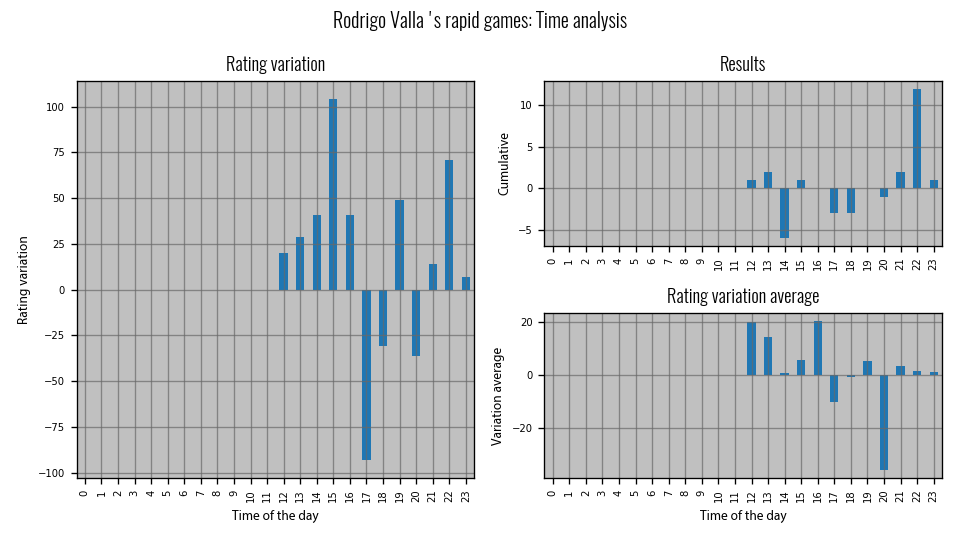 Rodrigo Valla 's rapid games: Time analysis
Rating variation
Rating variation
100
75
50
25
0
−25
−50
−75
−100
0 1 2 3 4 5 6 7 8 9 10 11 12 13 14 15 16 17 18 19 20 21 22 23
Time of the day
Results
Cumulative
10
5
0
−5
0 1 2 3 4 5 6 7 8 9 10 11 12 13 14 15 16 17 18 19 20 21 22 23
Rating variation average
Variation average
20
0
−20
0 1 2 3 4 5 6 7 8 9 10 11 12 13 14 15 16 17 18 19 20 21 22 23
Time of the day